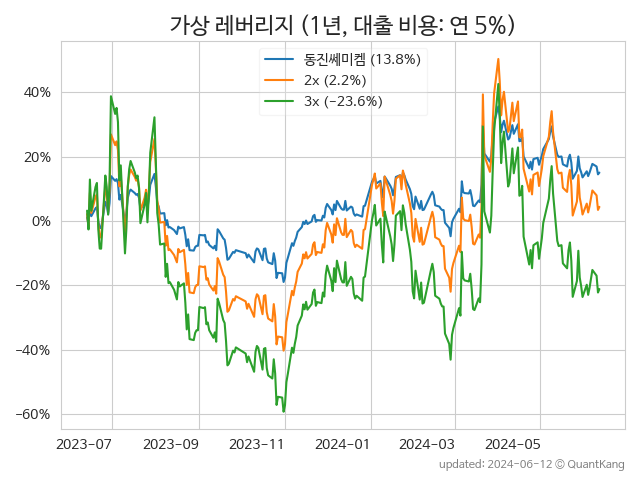 가상 레버리지 (1년, 대출 비용: 연 5%)
동진쎄미켐 (13.8%)
2x (2.2%)
3x (−23.6%)
40%
20%
0%
−20%
−40%
−60%
2023-07 2023-09 2023-11 2024-01 2024-03 2024-05
updated: 2024-06-12 © QuantKang